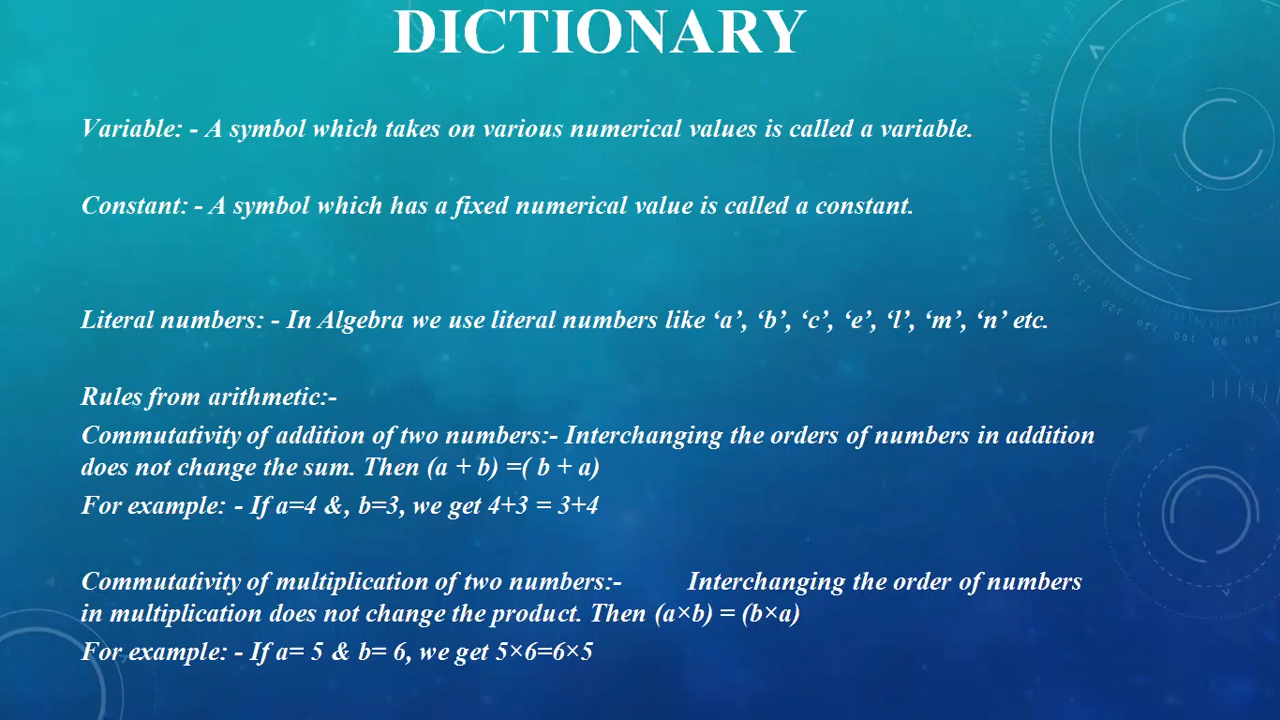 DICTIONARY
Variable: - A symbol which takes on various numerical values is called a variable.
Constant: - A symbol which has a fixed numerical value is called a constant.
Literal numbers: - In Algebra we use literal numbers like ‘a’, ‘b’, ‘c’, ‘e’, ‘l’, ‘m’, ‘n’ etc.
Rules from arithmetic:-
Commutativity of addition of two numbers:- Interchanging the orders of numbers in addition
does not change the sum. Then (a + b) =( b + a)
For example: - If a=4 &, b=3, we get 4+3 = 3+4
Commutativity of multiplication of two numbers:- Interchanging the order of numbers
in multiplication does not change the product. Then (a×b) = (b×a)
For example: - If a= 5 & b= 6, we get 5×6=6×5